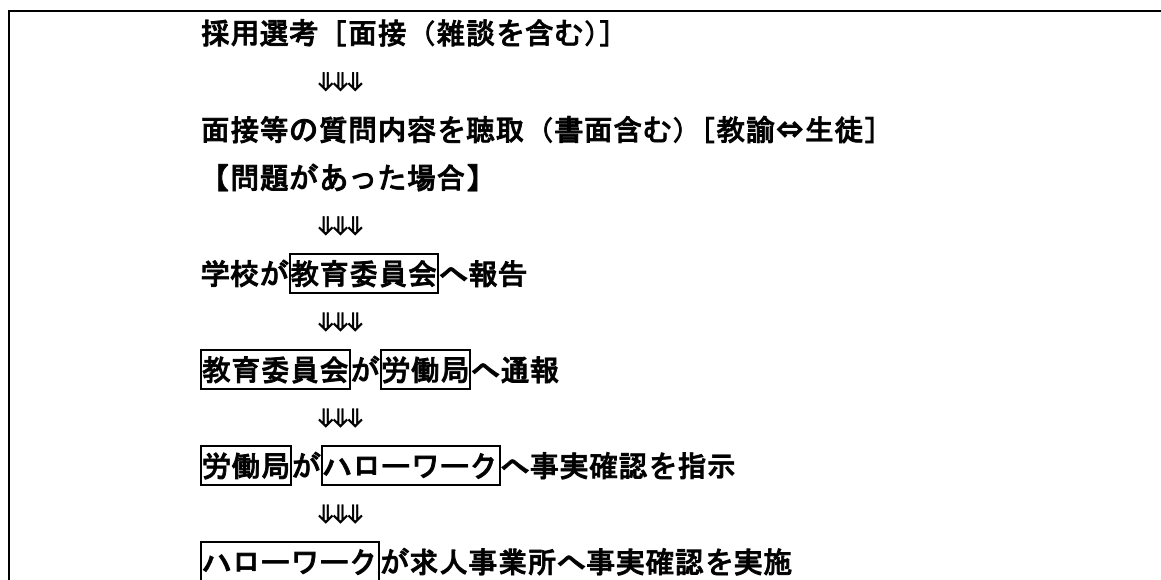 採用選考［面接（雑談を含む）］
⇓⇓⇓
面接等の質問内容を聴取（書面含む）［教諭⇔生徒］
【問題があった場合】
⇓⇓⇓
学校が教育委員会へ報告
⇓⇓⇓
教育委員会が労働局へ通報
⇓⇓⇓
労働局がハローワークへ事実確認を指示
⇓⇓⇓
ハローワークが求人事業所へ事実確認を実施